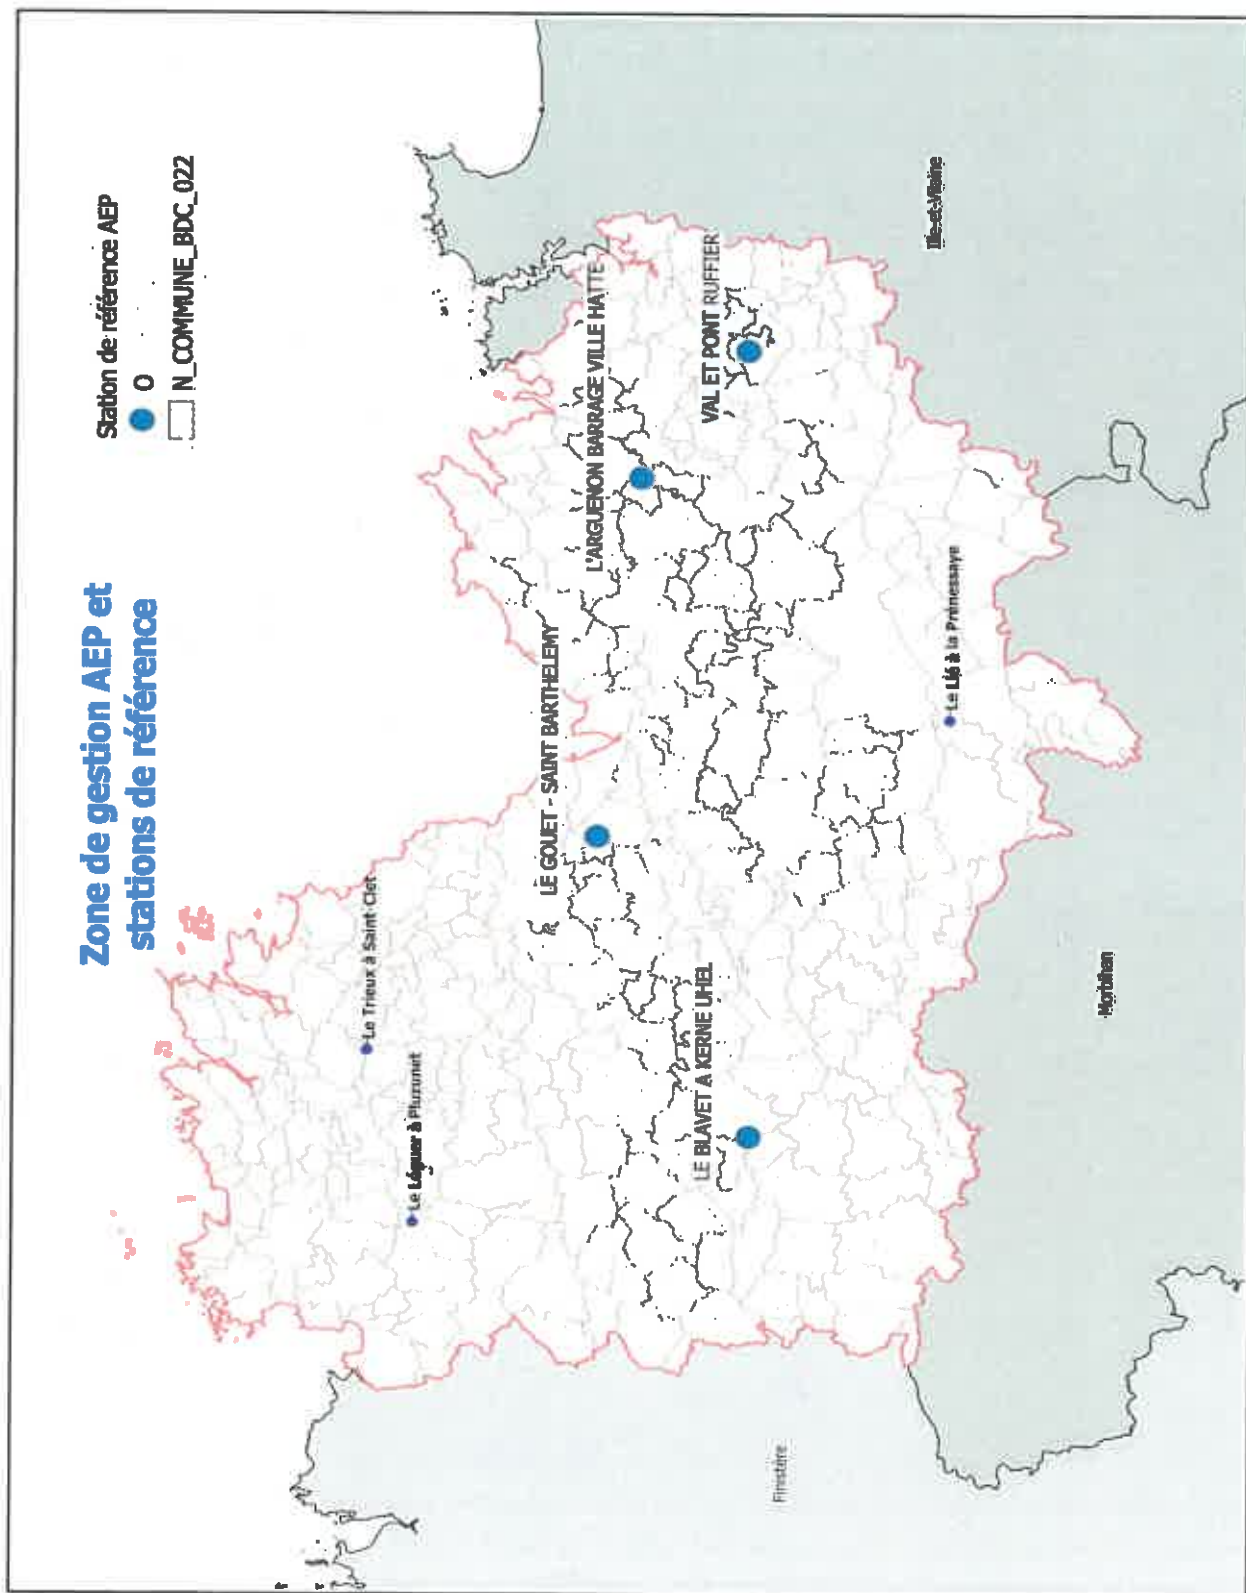 Zone de gestion AEP et
stations de référence
Station de référence AEP
O
N_COMMUNE_BDC_022
Le Trieux à Saint-Clet
Le Léguer à Pluzunet
LE GOUET - SAINT BARTHELEMY
L'ARGUENON BARRAGE VILLE HATTE
VAL ET PONT RUFFIER
LE BLAVET A KERNE UHEL
Le Lié à la Prénessaye
Finistère
Morbihan
Ille-et-Vilaine